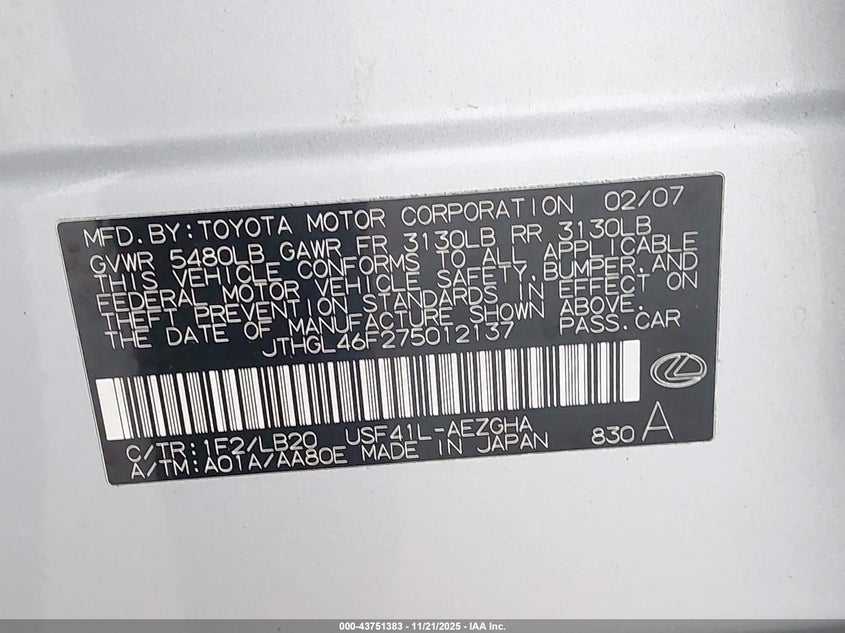 MFD.BY:TOYOTA MOTOR CORPORATION 02/07
GVWR 5480LB GAWR FR 3130LB RR 3130LB
THIS VEHICLE CONFORMS TO ALL APPLICABLE
FEDERAL MOTOR VEHICLE SAFETY,BUMPER,AND
THEFT PREVENTION STANDARDS IN EFFECT ON
THE DATE OF MANUFACTURE SHOWN ABOVE.
JTHGL46F275012137 PASS.CAR
C/TR:1F2/LB20 USF41L-AEZGHA 830 A
A/TM:A01A/AA80E MADE IN JAPAN
000-43751383 - 11/21/2025 - IAA Inc.